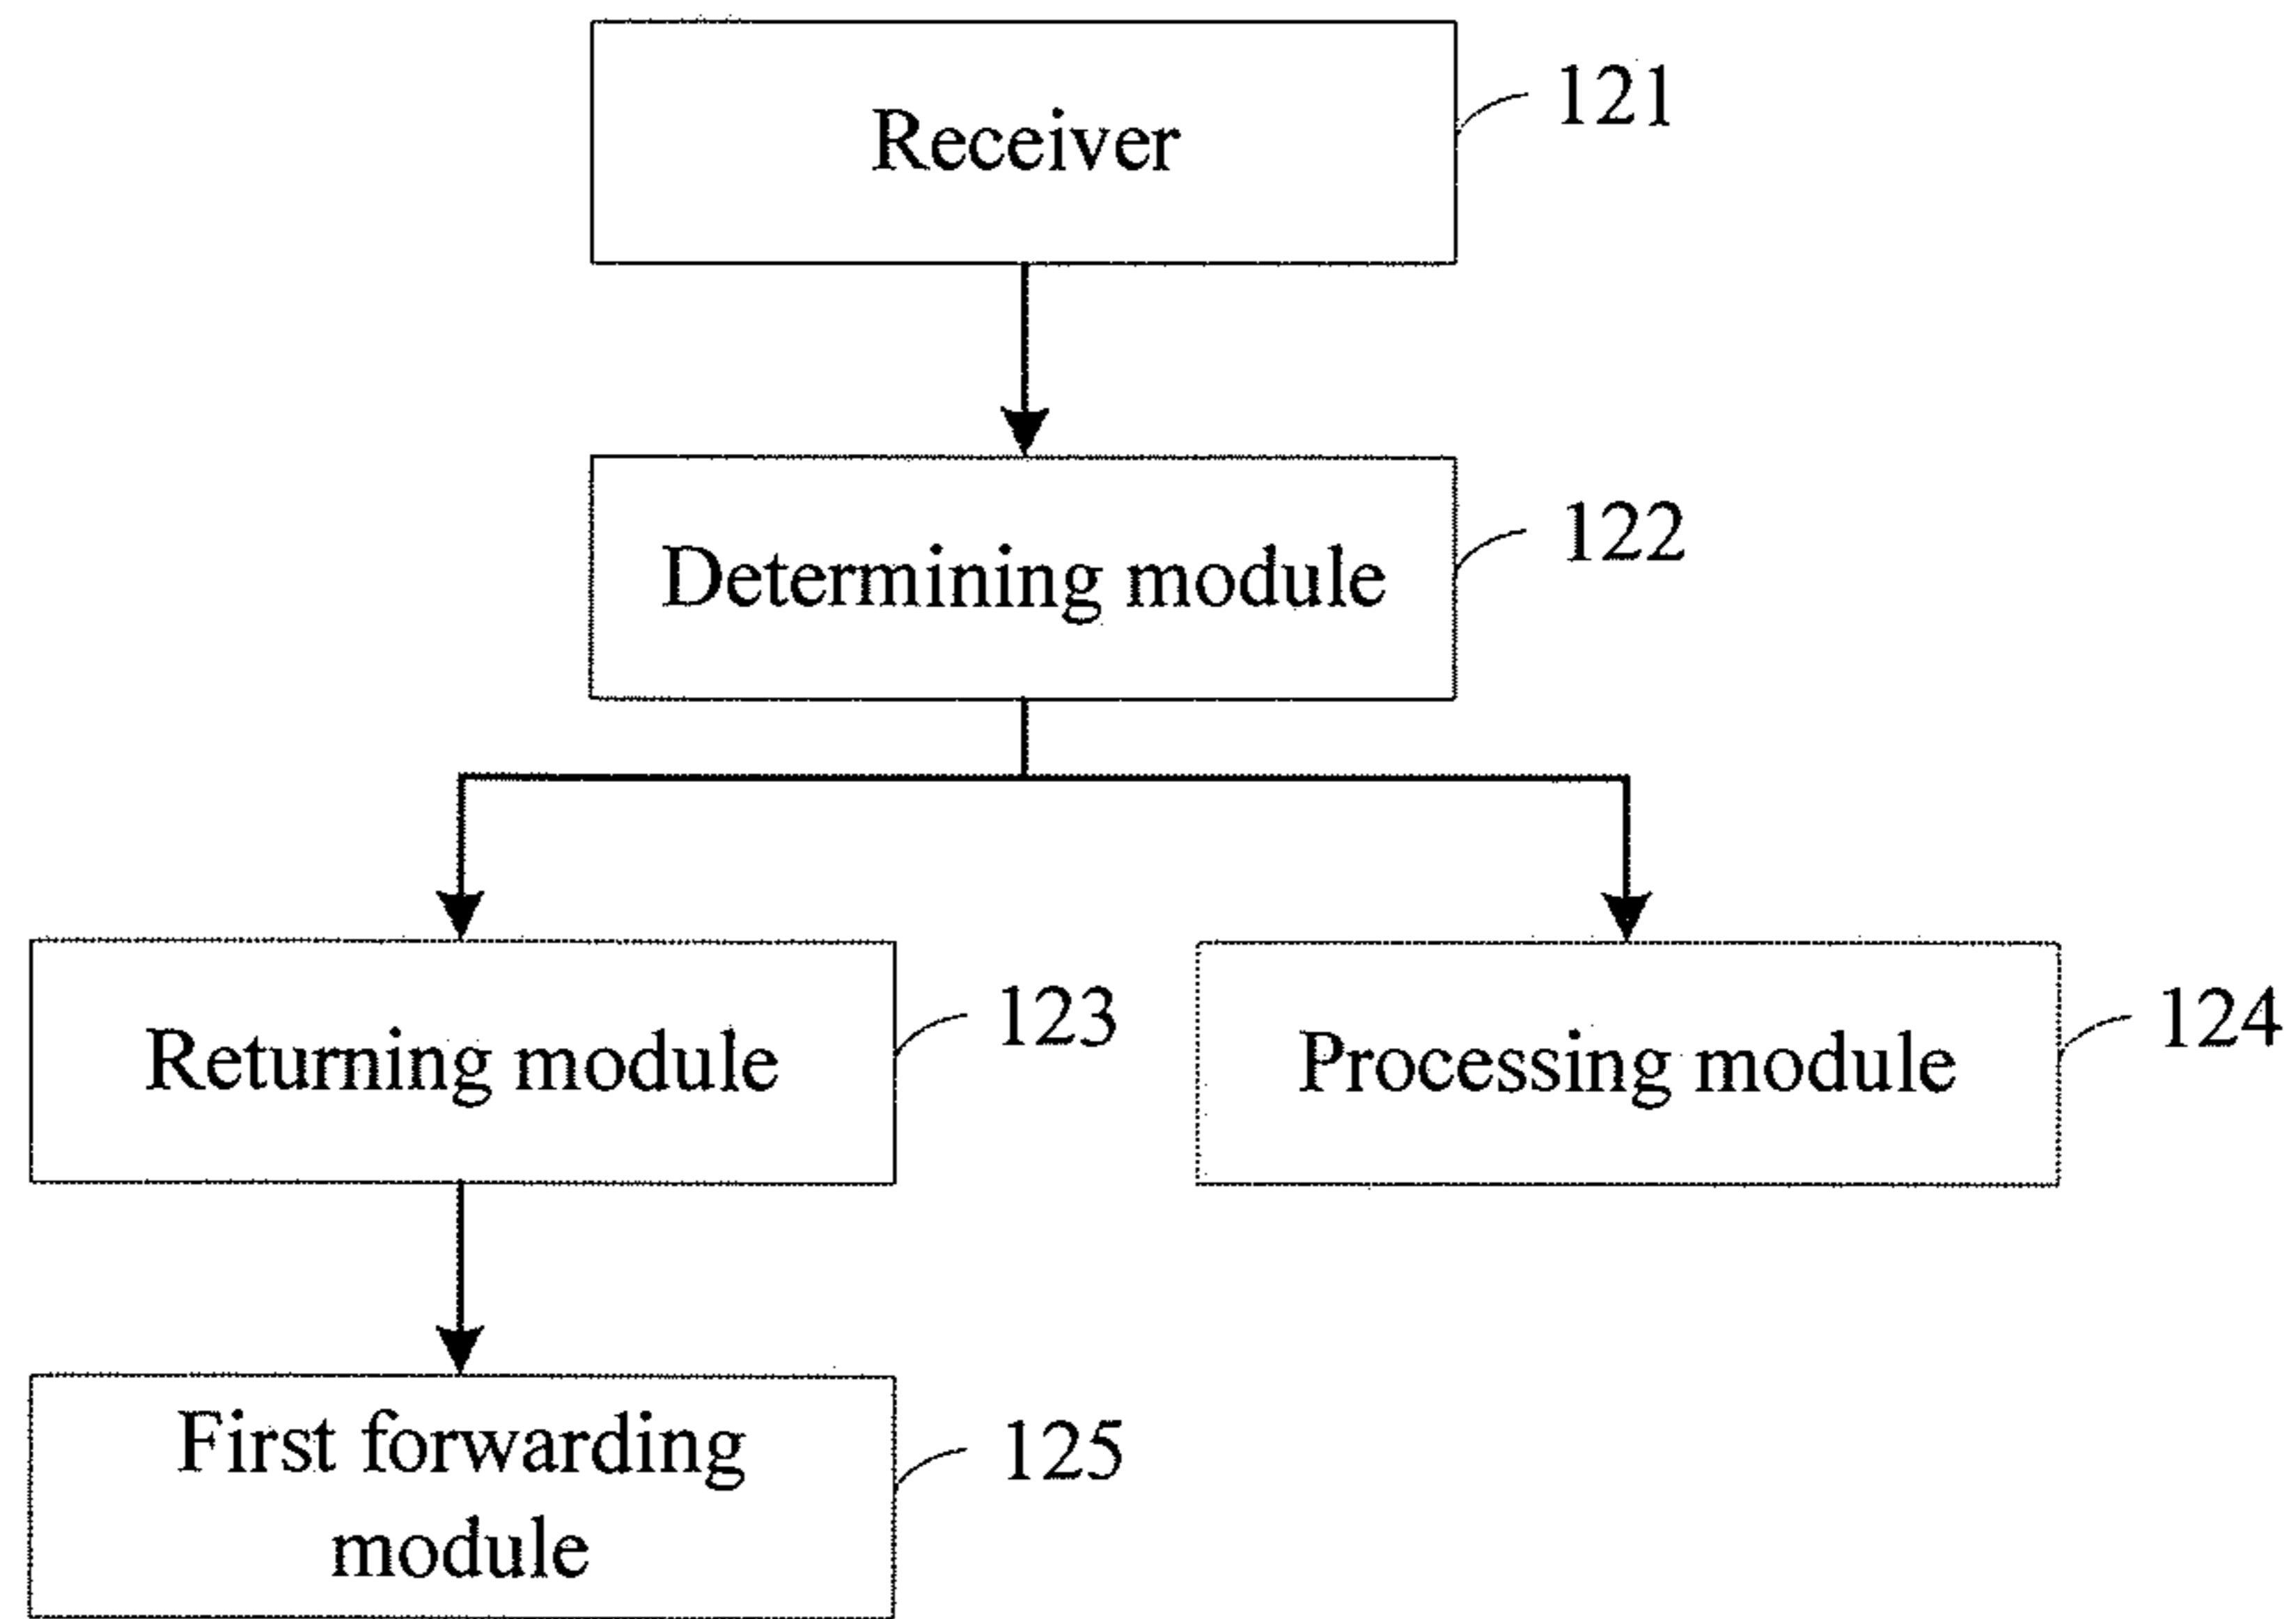 Receiver
121
Determining module
122
Returning module
123
Processing module
124
First forwarding
module
125